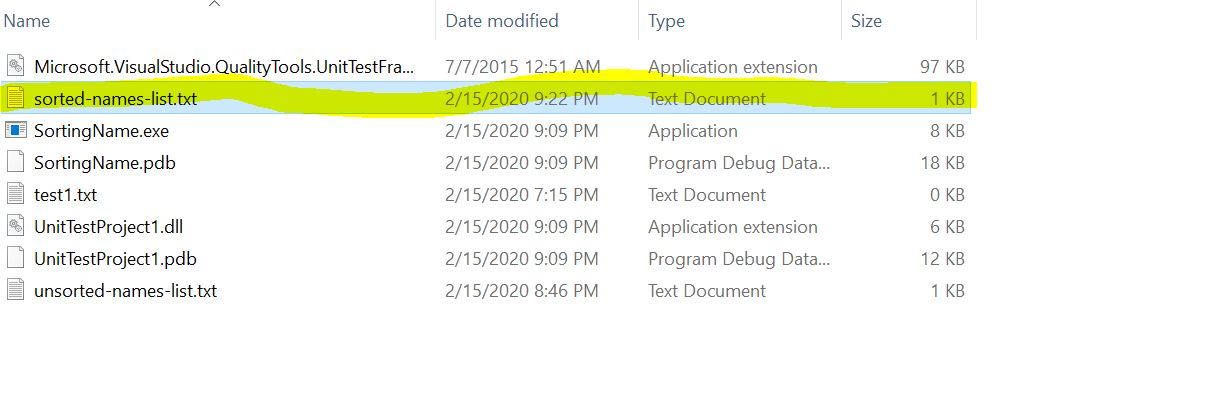 Name Date modified Type Size
Microsoft.VisualStudio.QualityTools.UnitTestFra... 7/7/2015 12:51 AM Application extension 97 KB
sorted-names-list.txt 2/15/2020 9:22 PM Text Document 1 KB
SortingName.exe 2/15/2020 9:09 PM Application 8 KB
SortingName.pdb 2/15/2020 9:09 PM Program Debug Data... 18 KB
test1.txt 2/15/2020 7:15 PM Text Document 0 KB
UnitTestProject1.dll 2/15/2020 9:09 PM Application extension 6 KB
UnitTestProject1.pdb 2/15/2020 9:09 PM Program Debug Data... 12 KB
unsorted-names-list.txt 2/15/2020 8:46 PM Text Document 1 KB